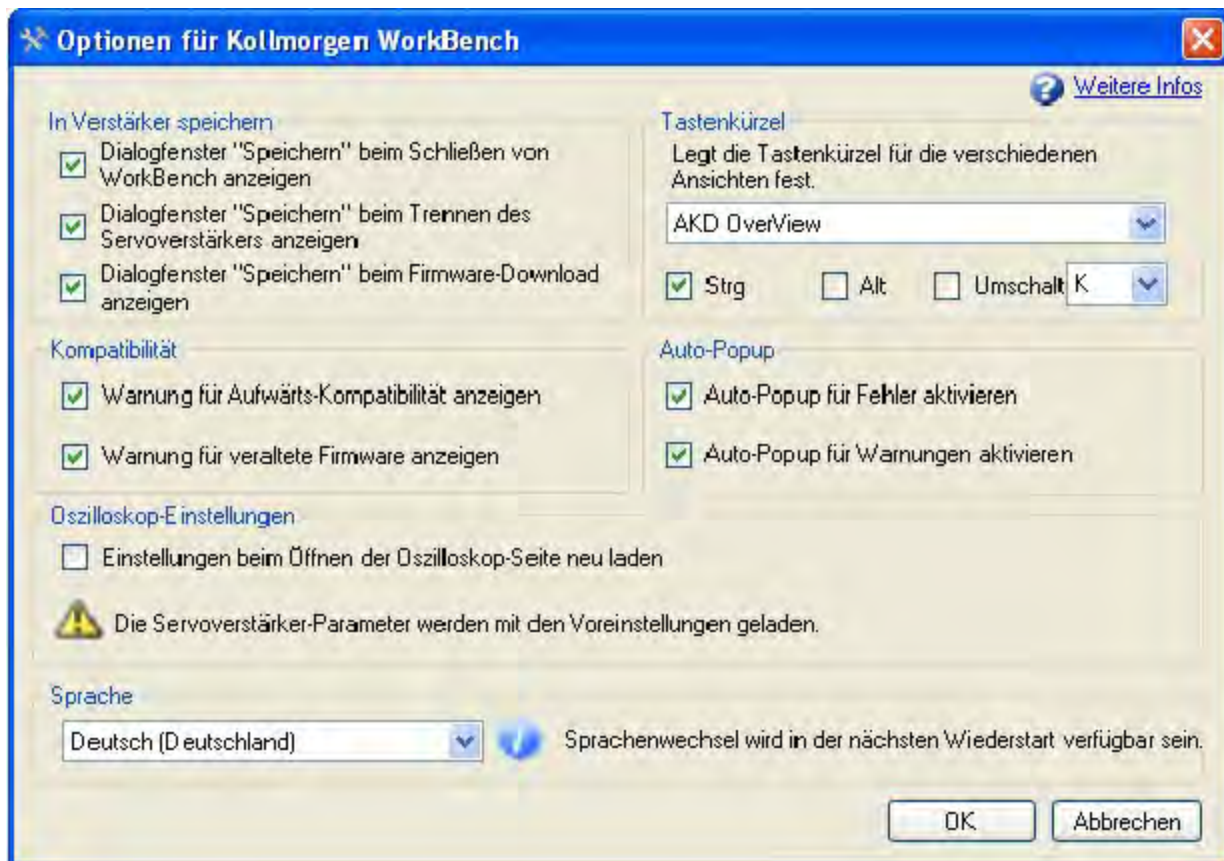 Optionen für Kollmorgen WorkBench
Weitere Infos
In Verstärker speichern
Dialogfenster "Speichern" beim Schließen von
WorkBench anzeigen
Dialogfenster "Speichern" beim Trennen des
Servoverstärkers anzeigen
Dialogfenster "Speichern" beim Firmware-Download
anzeigen
Tastenkürzel
Legt die Tastenkürzel für die verschiedenen
Ansichten fest.
AKD OverView
Strg Alt Umschalt K
Kompatibilität
Warnung für Aufwärts-Kompatibilität anzeigen
Warnung für veraltete Firmware anzeigen
Auto-Popup
Auto-Popup für Fehler aktivieren
Auto-Popup für Warnungen aktivieren
Oszilloskop-Einstellungen
Einstellungen beim Öffnen der Oszilloskop-Seite neu laden
Die Servoverstärker-Parameter werden mit den Voreinstellungen geladen.
Sprache
Deutsch (Deutschland)
Sprachenwechsel wird in der nächsten Wiederstart verfügbar sein.
OK Abbrechen